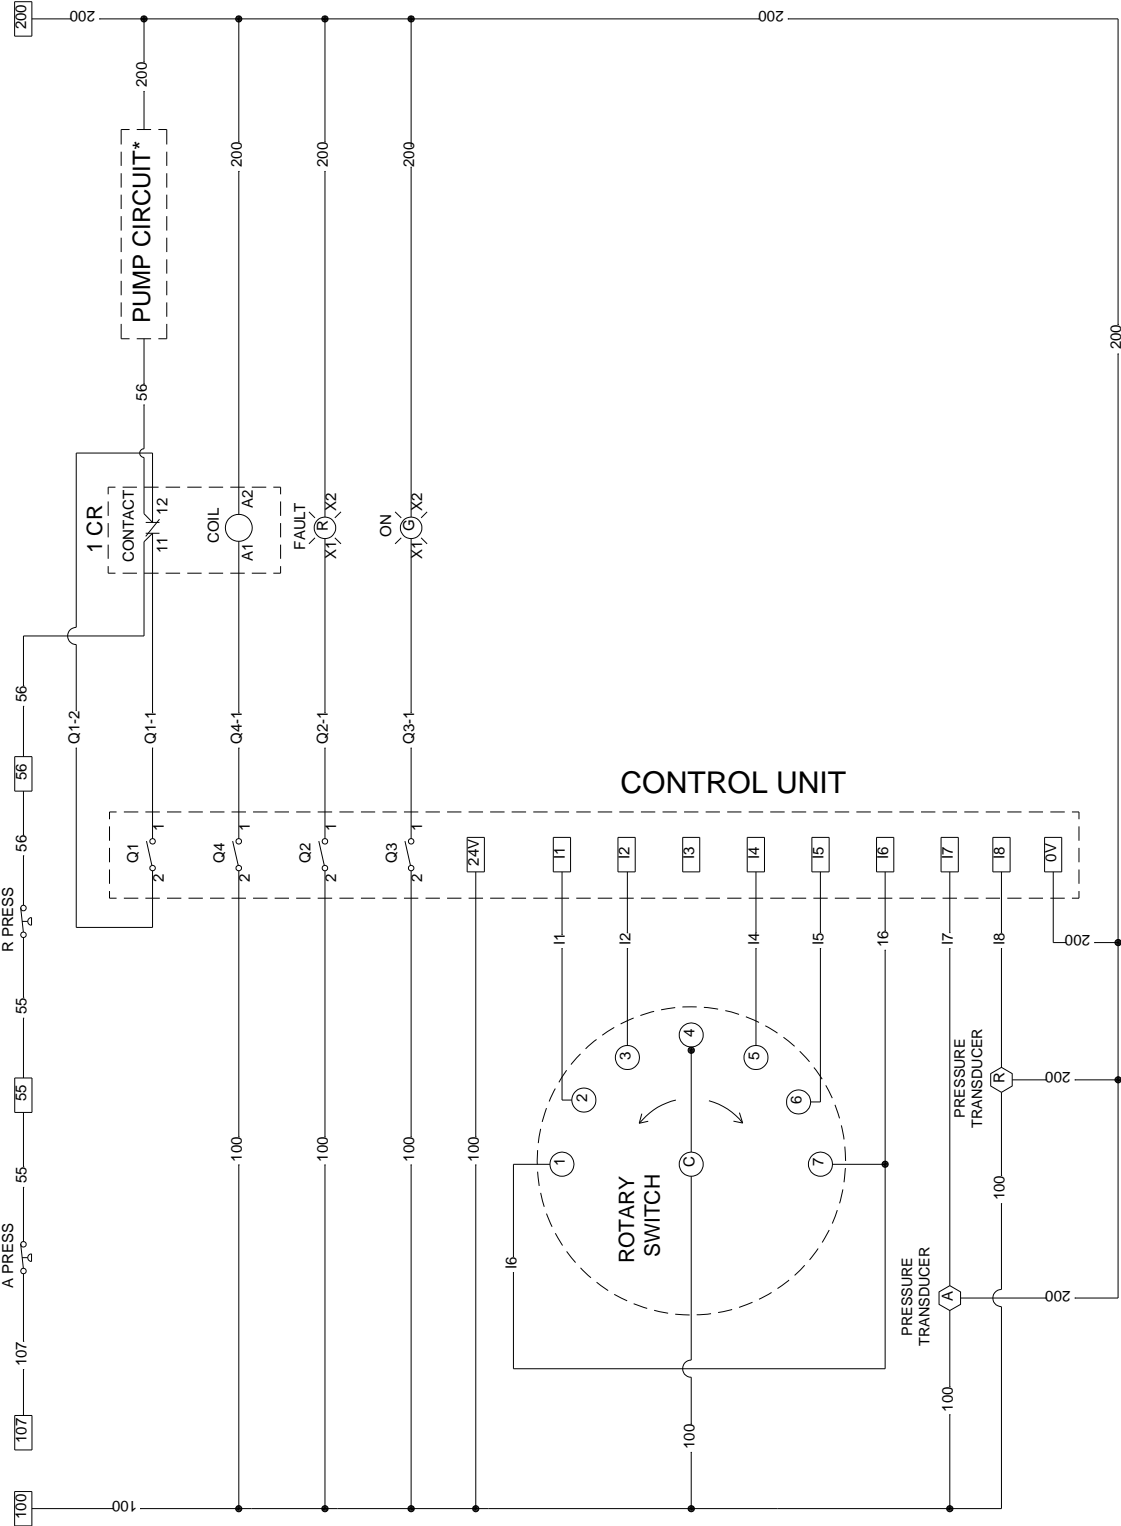 100
107
107
A PRESS
55
55
55
R PRESS
56
56
56
200
100
Q1-2
200
Q1
2
1
Q1-1
1 CR
CONTACT
11
12
56
PUMP CIRCUIT*
200
100
Q4
2
1
Q4-1
COIL
A1
A2
200
100
Q2
2
1
Q2-1
FAULT
X1
R
X2
200
100
Q3
2
1
Q3-1
ON
X1
G
X2
200
100
24V
CONTROL UNIT
I6
1
2
I1
I1
3
I2
I2
ROTARY
SWITCH
100
C
4
I3
5
I4
I4
6
I5
I5
7
16
I6
PRESSURE
TRANSDUCER
100
A
I7
I7
PRESSURE
TRANSDUCER
100
R
I8
I8
200
200
200
0V
200
200